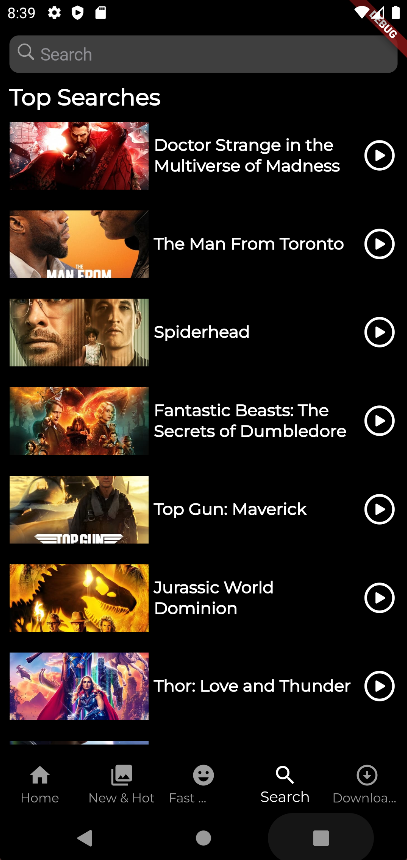 8:39
DEBUG
Search
Top Searches
Doctor Strange in the
Multiverse of Madness
The Man From Toronto
THE
MAN FROM
Spiderhead
Fantastic Beasts: The
Secrets of Dumbledore
Top Gun: Maverick
TOP GUN
Jurassic World
Dominion
Thor: Love and Thunder
Home
New & Hot
Fast ...
Search
Downloa...